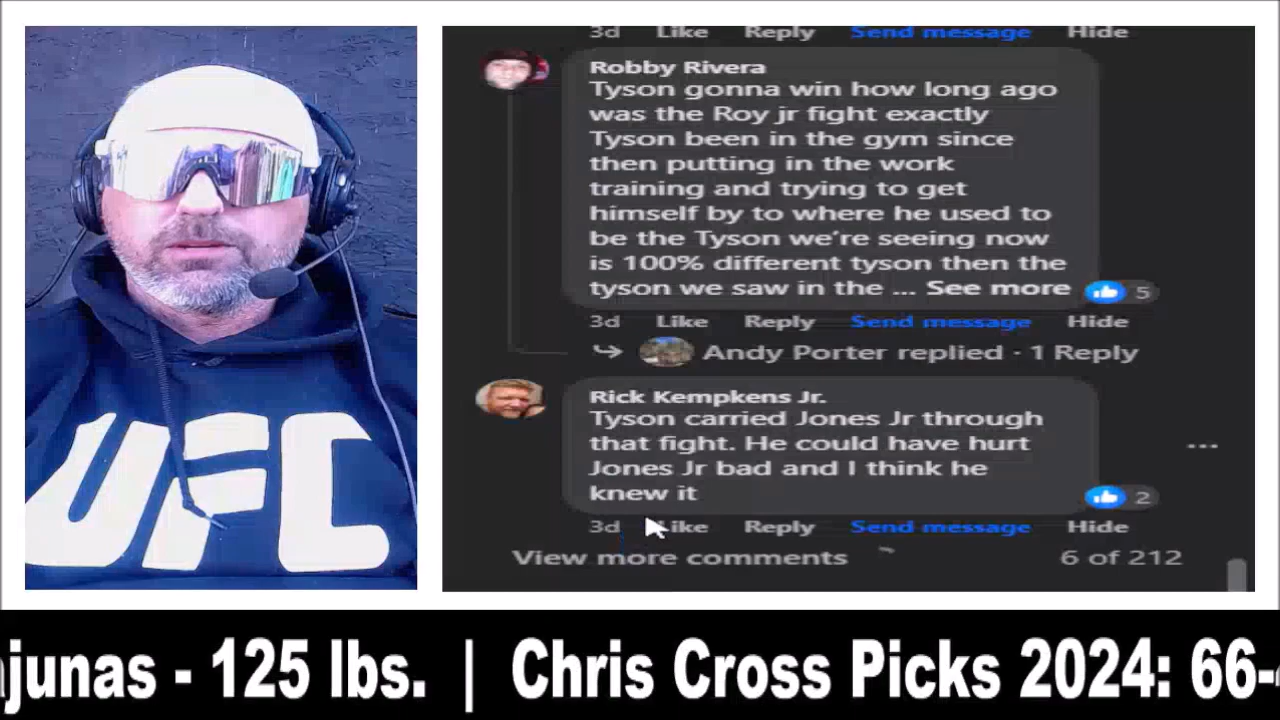 3d Like Reply Send message Hide
Robby Rivera
Tyson gonna win how long ago
was the Roy jr fight exactly
Tyson been in the gym since
then putting in the work
training and trying to get
himself by to where he used to
be the Tyson we're seeing now
is 100% different tyson then the
tyson we saw in the ... See more
5
3d Like Reply Send message Hide
Andy Porter replied · 1 Reply
Rick Kempkens Jr.
Tyson carried Jones Jr through
that fight. He could have hurt
Jones Jr bad and I think he
knew it
2
3d Like Reply Send message Hide
View more comments 6 of 212
UFC
ajunas - 125 lbs. | Chris Cross Picks 2024: 66-